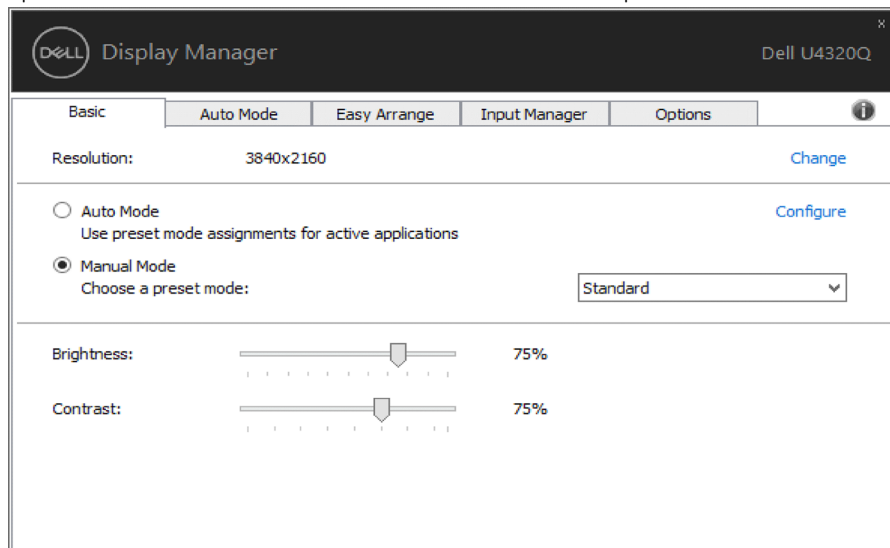 DELL Display Manager
x
Dell U4320Q
Basic Auto Mode Easy Arrange Input Manager Options i
Resolution: 3840x2160 Change
Auto Mode Configure
Use preset mode assignments for active applications
Manual Mode
Choose a preset mode: Standard
Brightness: 75%
Contrast: 75%